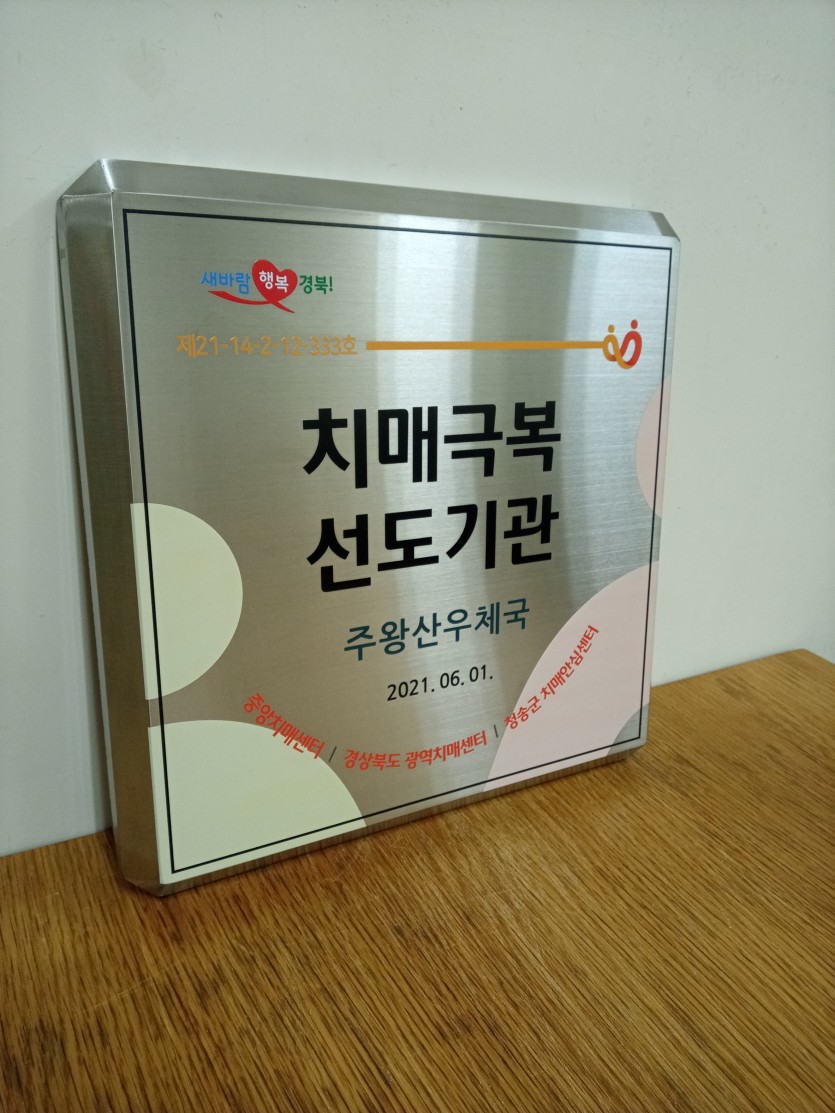 새바람 행복 경북!
제21-14-2-12-333호
치매극복
선도기관
주왕산우체국
2021. 06. 01.
중앙치매센터 | 경상북도 광역치매센터 | 청송군 치매안심센터